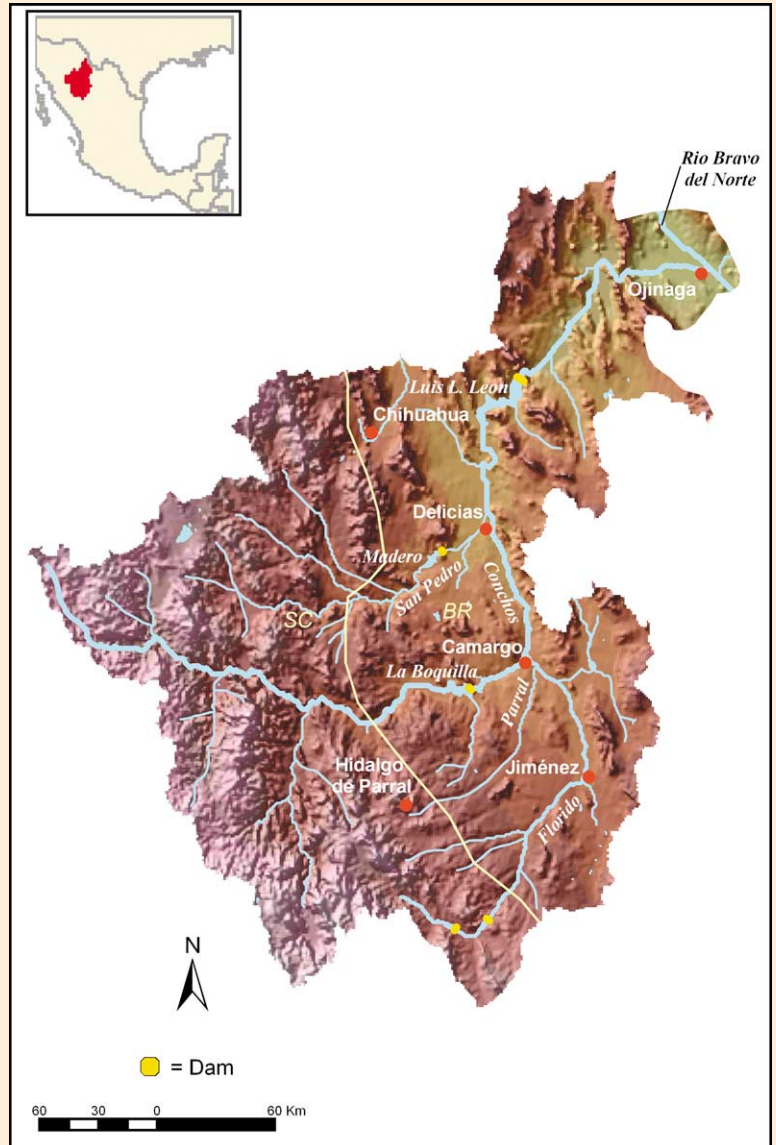 Rio Bravo
del Norte
Ojinaga
Luis L. Leon
Chihuahua
Delicias
Madero
San Pedro
Conchos
SC
BR
Camargo
La Boquilla
Parral
Hidalgo
de Parral
Jiménez
Florido
N
= Dam
60 30 0 60 Km